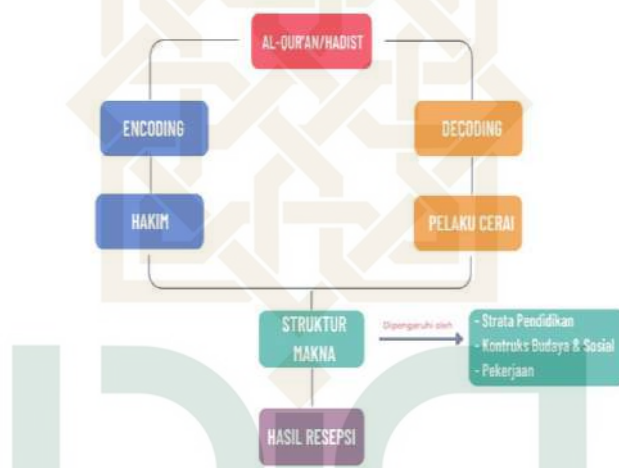 AL-QUR'AN/HADIST
ENCODING
DECODING
HAKIM
PELAKU CERAI
STRUKTUR
MAKNA
Dipengaruhi oleh
- Strata Pendidikan
- Kontruks Budaya & Sosial
- Pekerjaan
HASIL RESEPSI